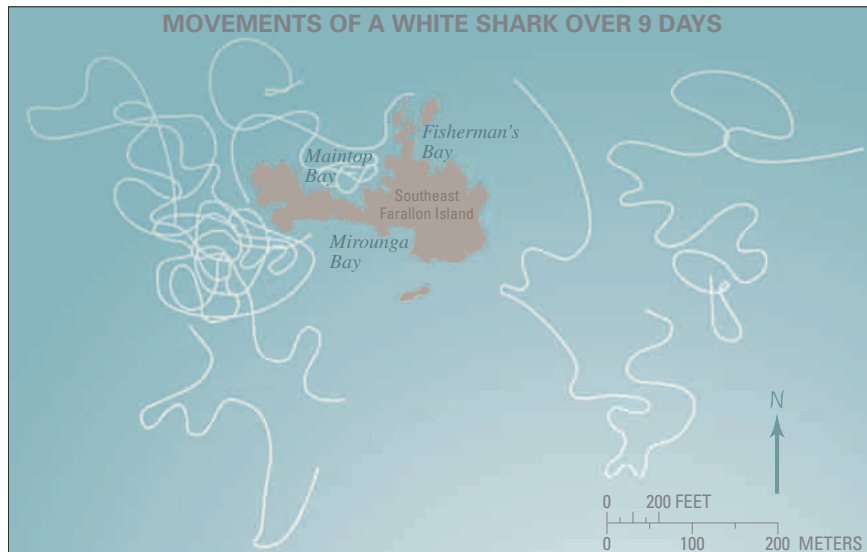 MOVEMENTS OF A WHITE SHARK OVER 9 DAYS
Fisherman's
Bay
Maintop
Bay
Southeast
Farallon Island
Mirounga
Bay
N
0 200 FEET
0 100 200 METERS